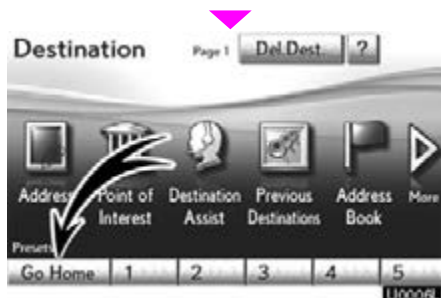 Destination Page 1 Del.Dest. ?
Address Point of Destination Previous Address More
Interest Assist Destinations Book
Presets
Go Home 1 2 3 4 5